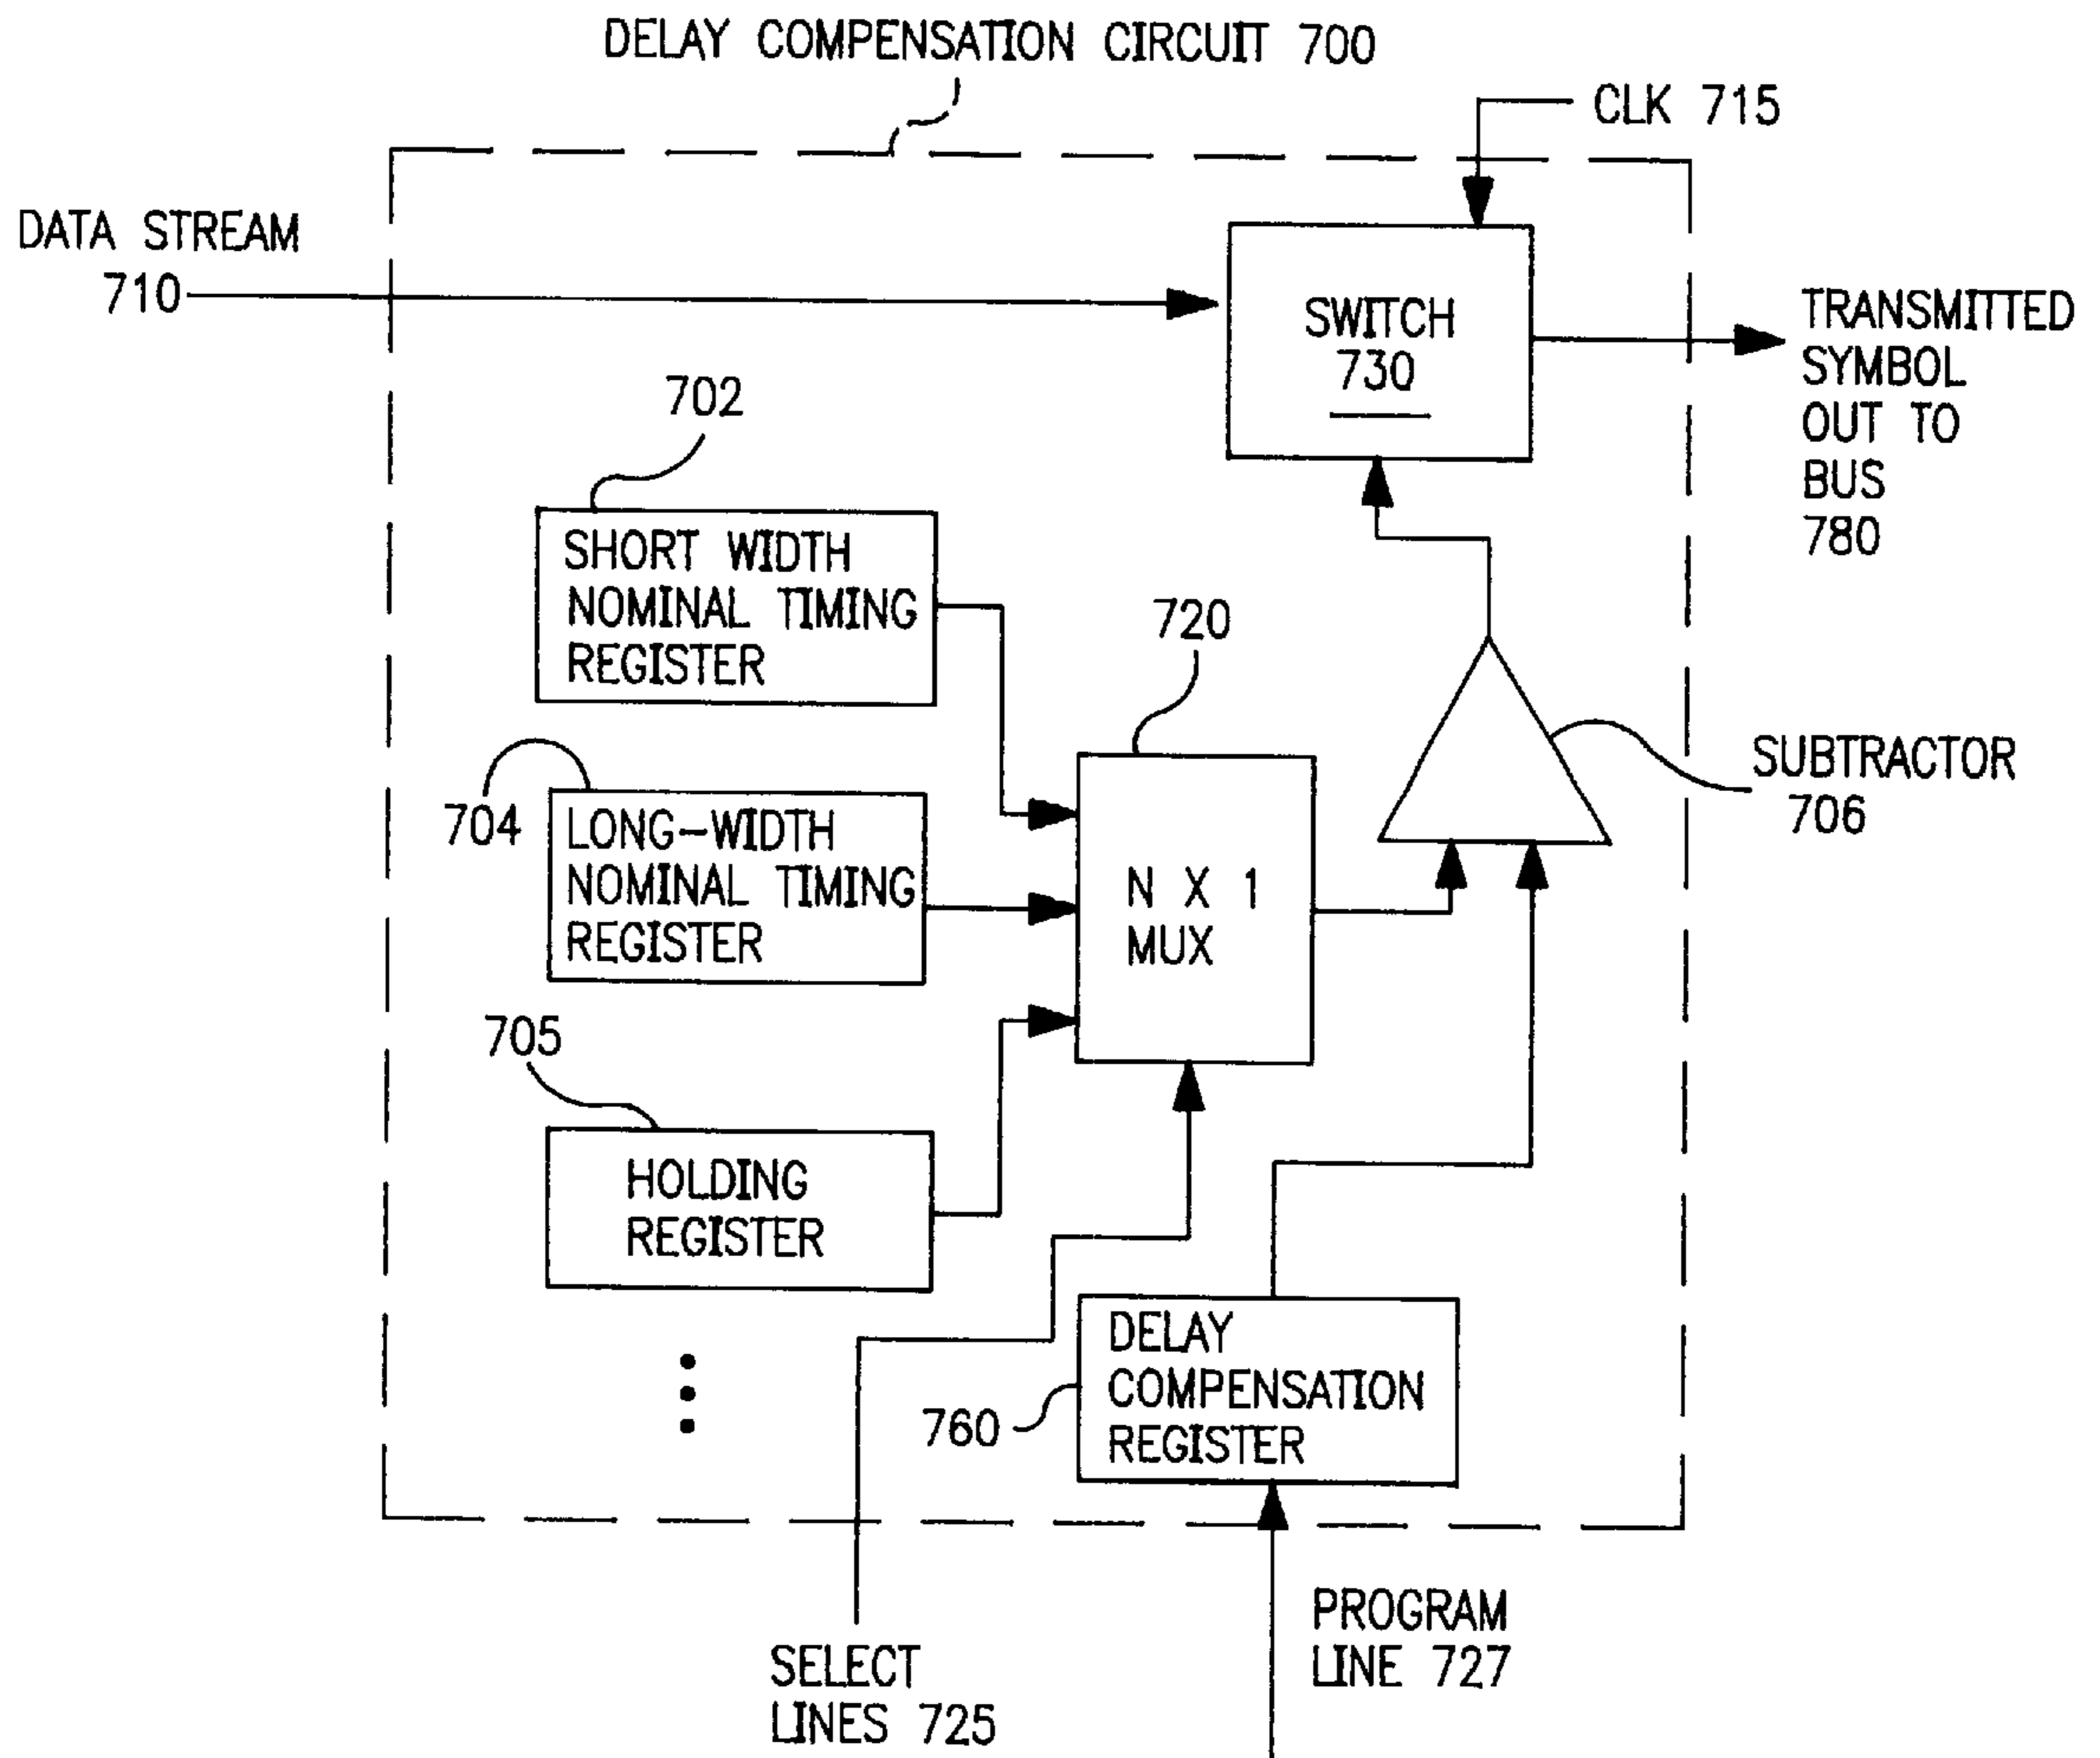 DELAY COMPENSATION CIRCUIT 700
CLK 715
DATA STREAM
710
SWITCH
730
TRANSMITTED
SYMBOL
OUT TO
BUS
780
702
SHORT WIDTH
NOMINAL TIMING
REGISTER
720
704
LONG-WIDTH
NOMINAL TIMING
REGISTER
SUBTRACTOR
706
N X 1
MUX
705
HOLDING
REGISTER
760
DELAY
COMPENSATION
REGISTER
SELECT
LINES 725
PROGRAM
LINE 727